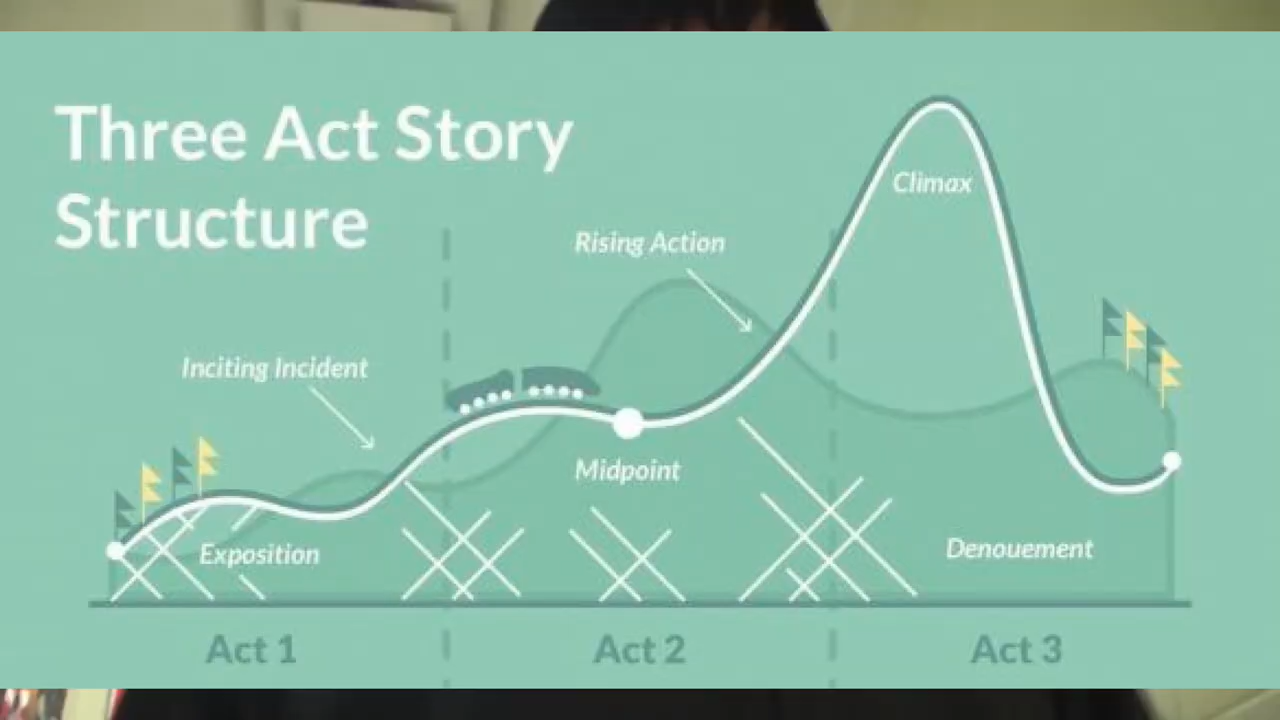 Three Act Story
Structure
Climax
Rising Action
Inciting Incident
Midpoint
Exposition
Denouement
Act 1
Act 2
Act 3